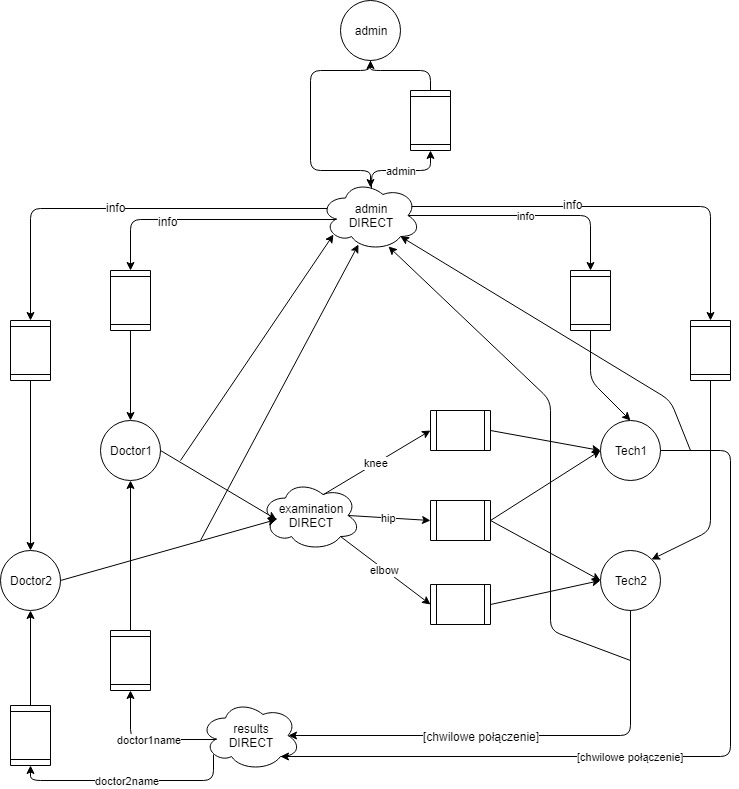 admin
admin
admin
DIRECT
info
info
info
info
Doctor1
knee
Tech1
examination
DIRECT
hip
elbow
Doctor2
Tech2
results
DIRECT
doctor1name
[chwilowe połączenie]
[chwilowe połączenie]
doctor2name